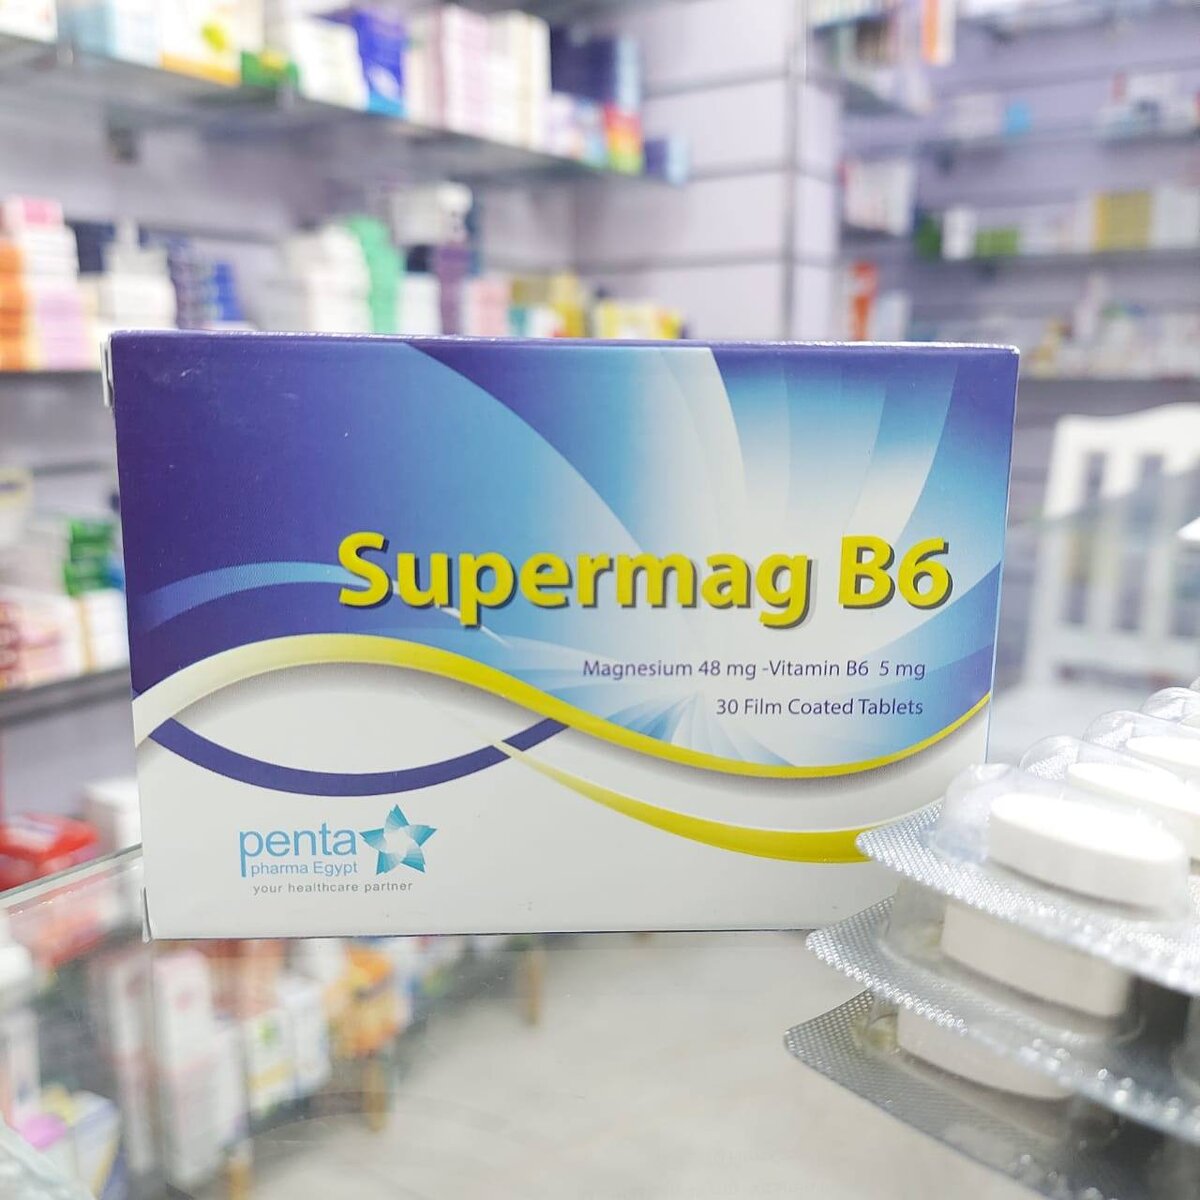 Supermag B6
Magnesium 48 mg -Vitamin B6 5 mg
30 Film Coated Tablets
penta
pharma Egypt
your healthcare partner